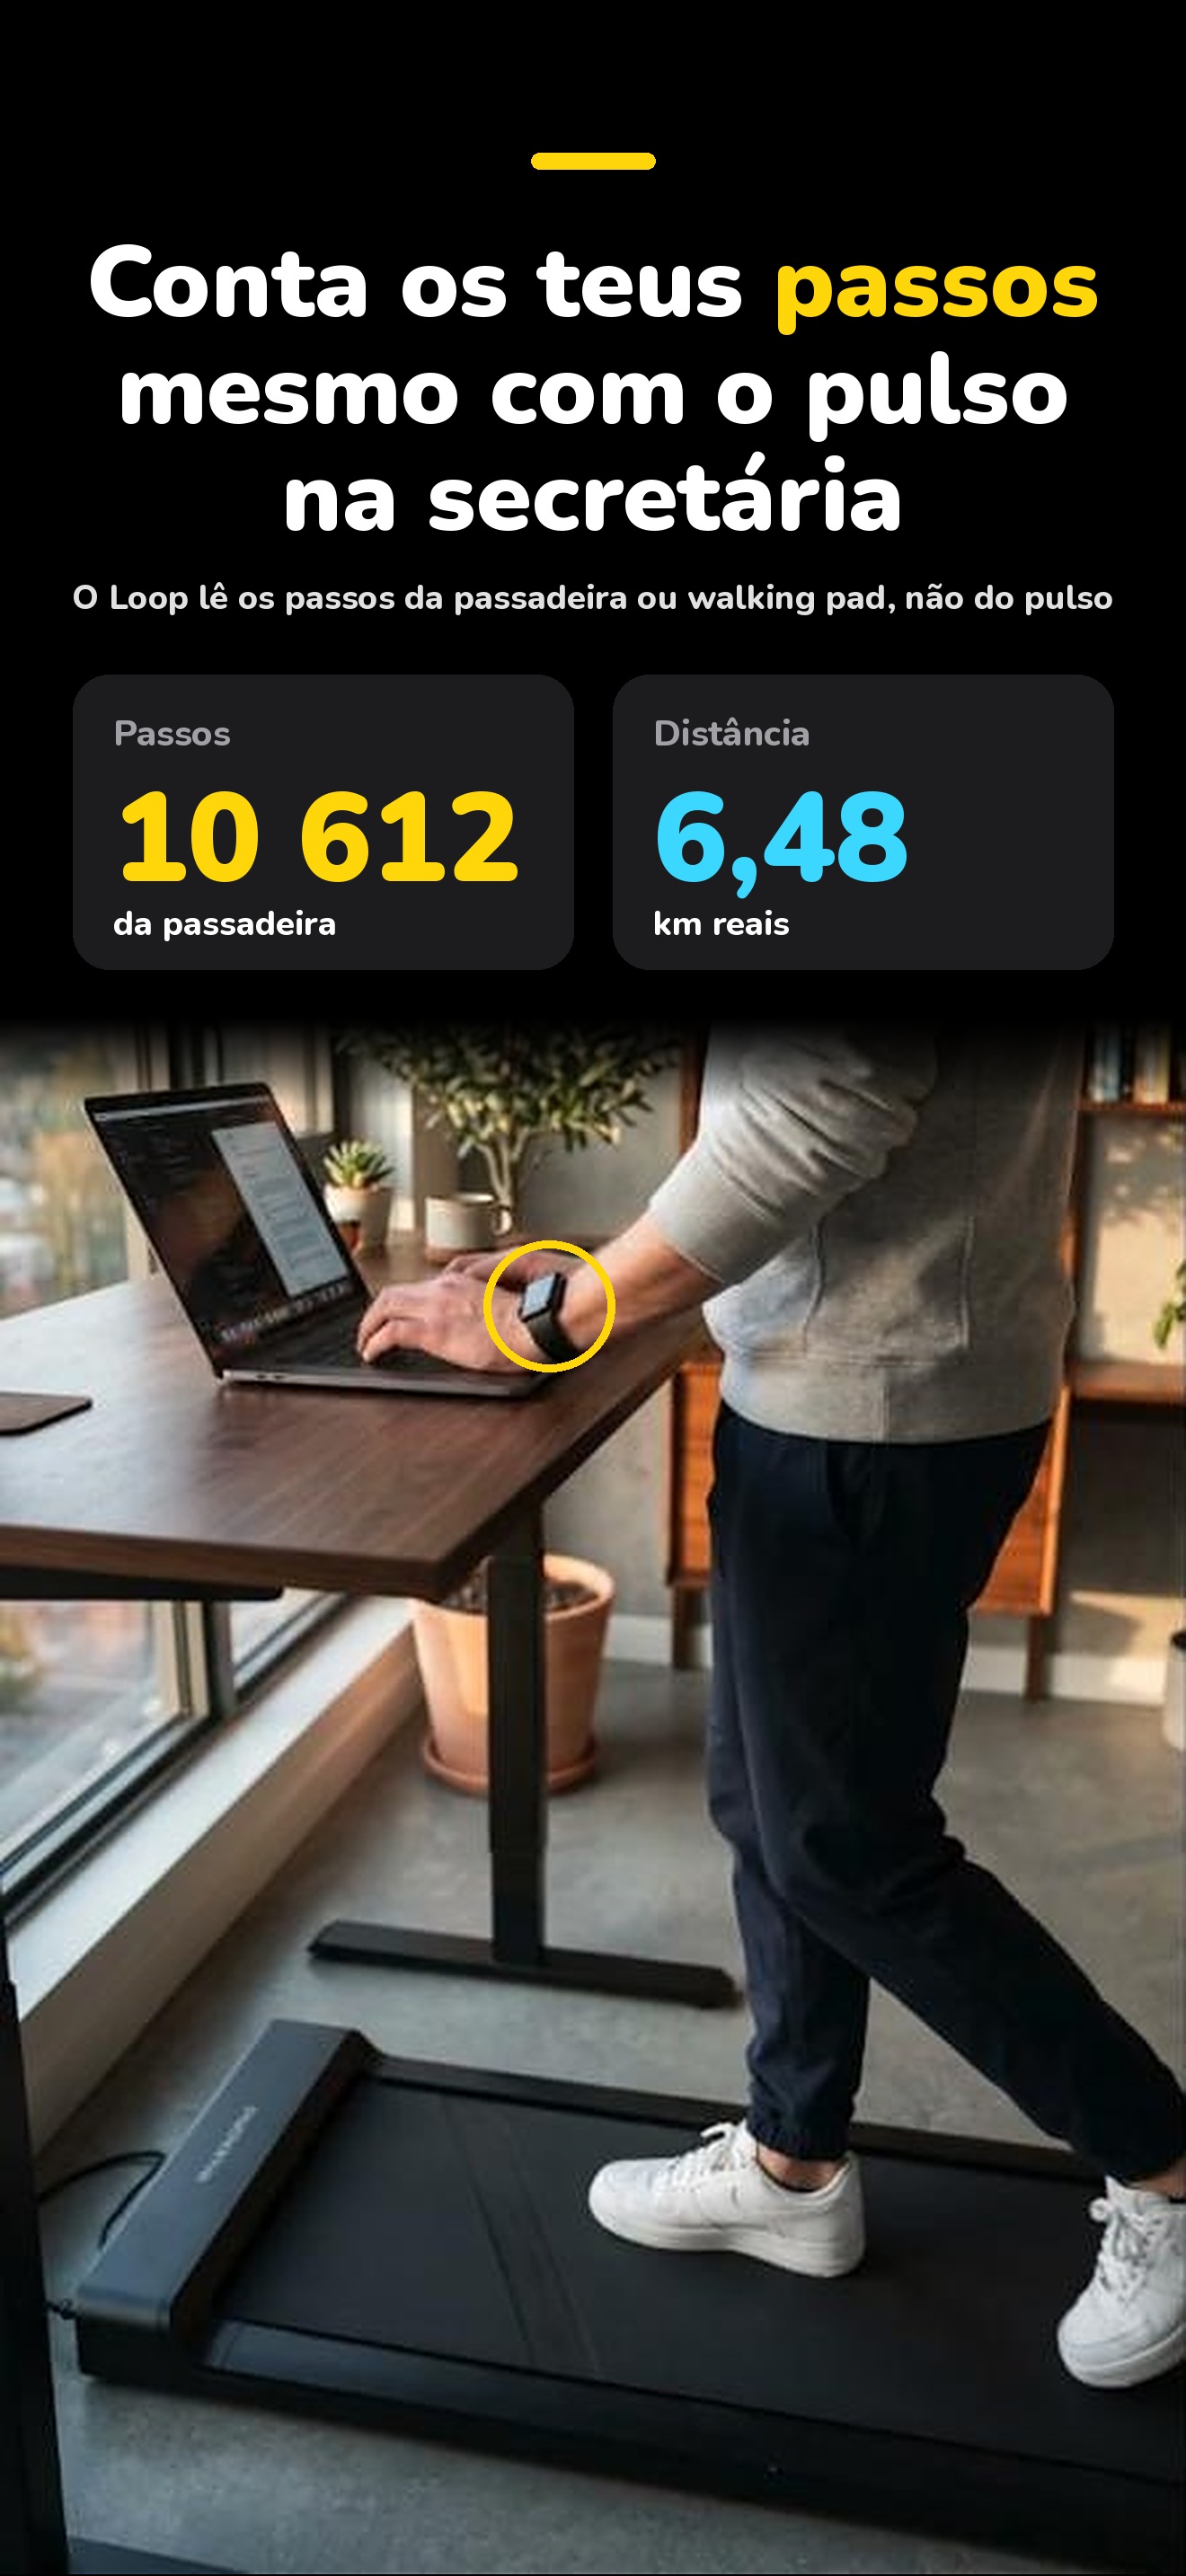 Conta os teus passos
mesmo com o pulso
na secretária
O Loop lê os passos da passadeira ou walking pad, não do pulso
Passos
10 612
da passadeira
Distância
6,48
km reais